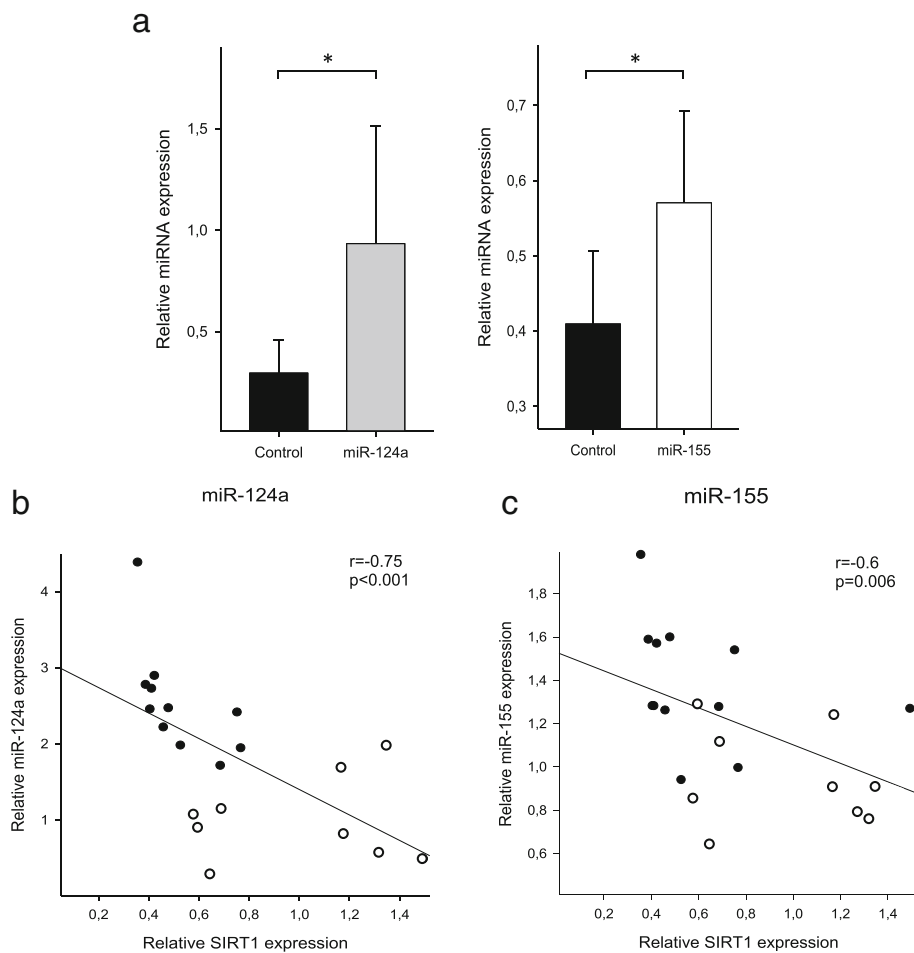 a
*
Relative miRNA expression
1,5
1,0
0,5
Control miR-124a
*
Relative miRNA expression
0,7
0,6
0,5
0,4
0,3
Control miR-155
b
miR-124a
r=-0.75
p<0.001
Relative miR-124a expression
4
3
2
1
0,2 0,4 0,6 0,8 1,0 1,2 1,4
Relative SIRT1 expression
c
miR-155
r=-0.6
p=0.006
Relative miR-155 expression
1,8
1,6
1,4
1,2
1,0
0,8
0,6
0,2 0,4 0,6 0,8 1,0 1,2 1,4
Relative SIRT1 expression